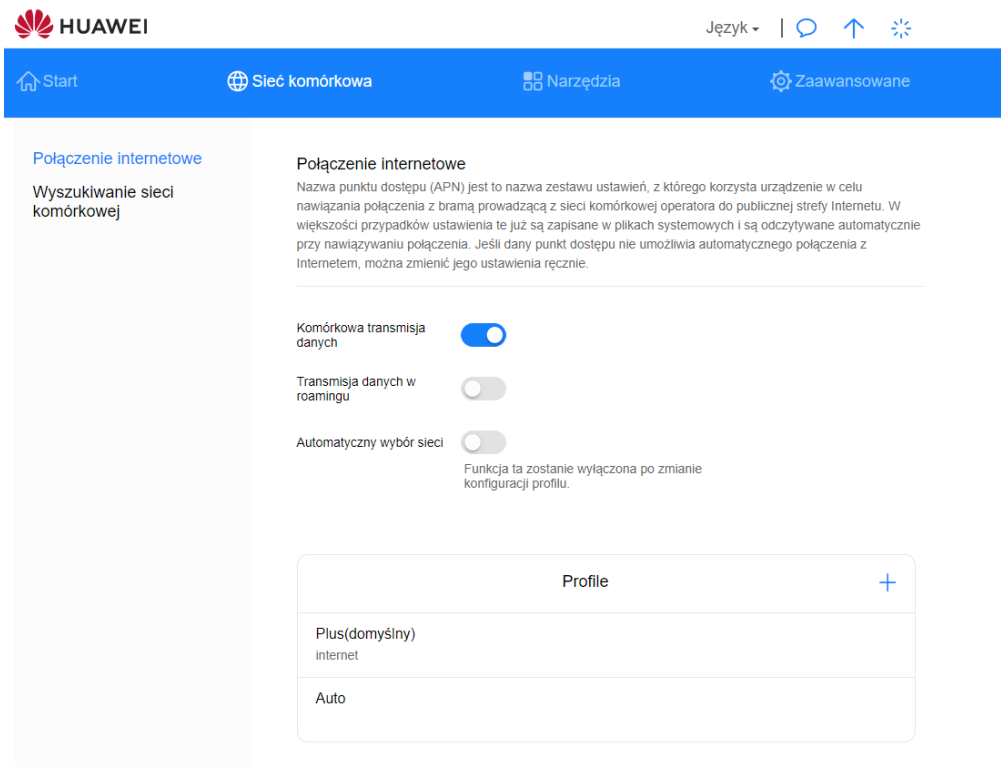 HUAWEI
Język
Start
Sieć komórkowa
Narzędzia
Zaawansowane
Połączenie internetowe
Wyszukiwanie sieci
komórkowej
Połączenie internetowe
Nazwa punktu dostępu (APN) jest to nazwa zestawu ustawień, z którego korzysta urządzenie w celu
nawiązania połączenia z bramą prowadzącą z sieci komórkowej operatora do publicznej strefy Internetu. W
większości przypadków ustawienia te już są zapisane w plikach systemowych i są odczytywane automatycznie
przy nawiązywaniu połączenia. Jeśli dany punkt dostępu nie umożliwia automatycznego połączenia z
Internetem, można zmienić jego ustawienia ręcznie.
Komórkowa transmisja
danych
Transmisja danych w
roamingu
Automatyczny wybór sieci
Funkcja ta zostanie wyłączona po zmianie
konfiguracji profilu.
Profile
Plus(domyślny)
internet
Auto